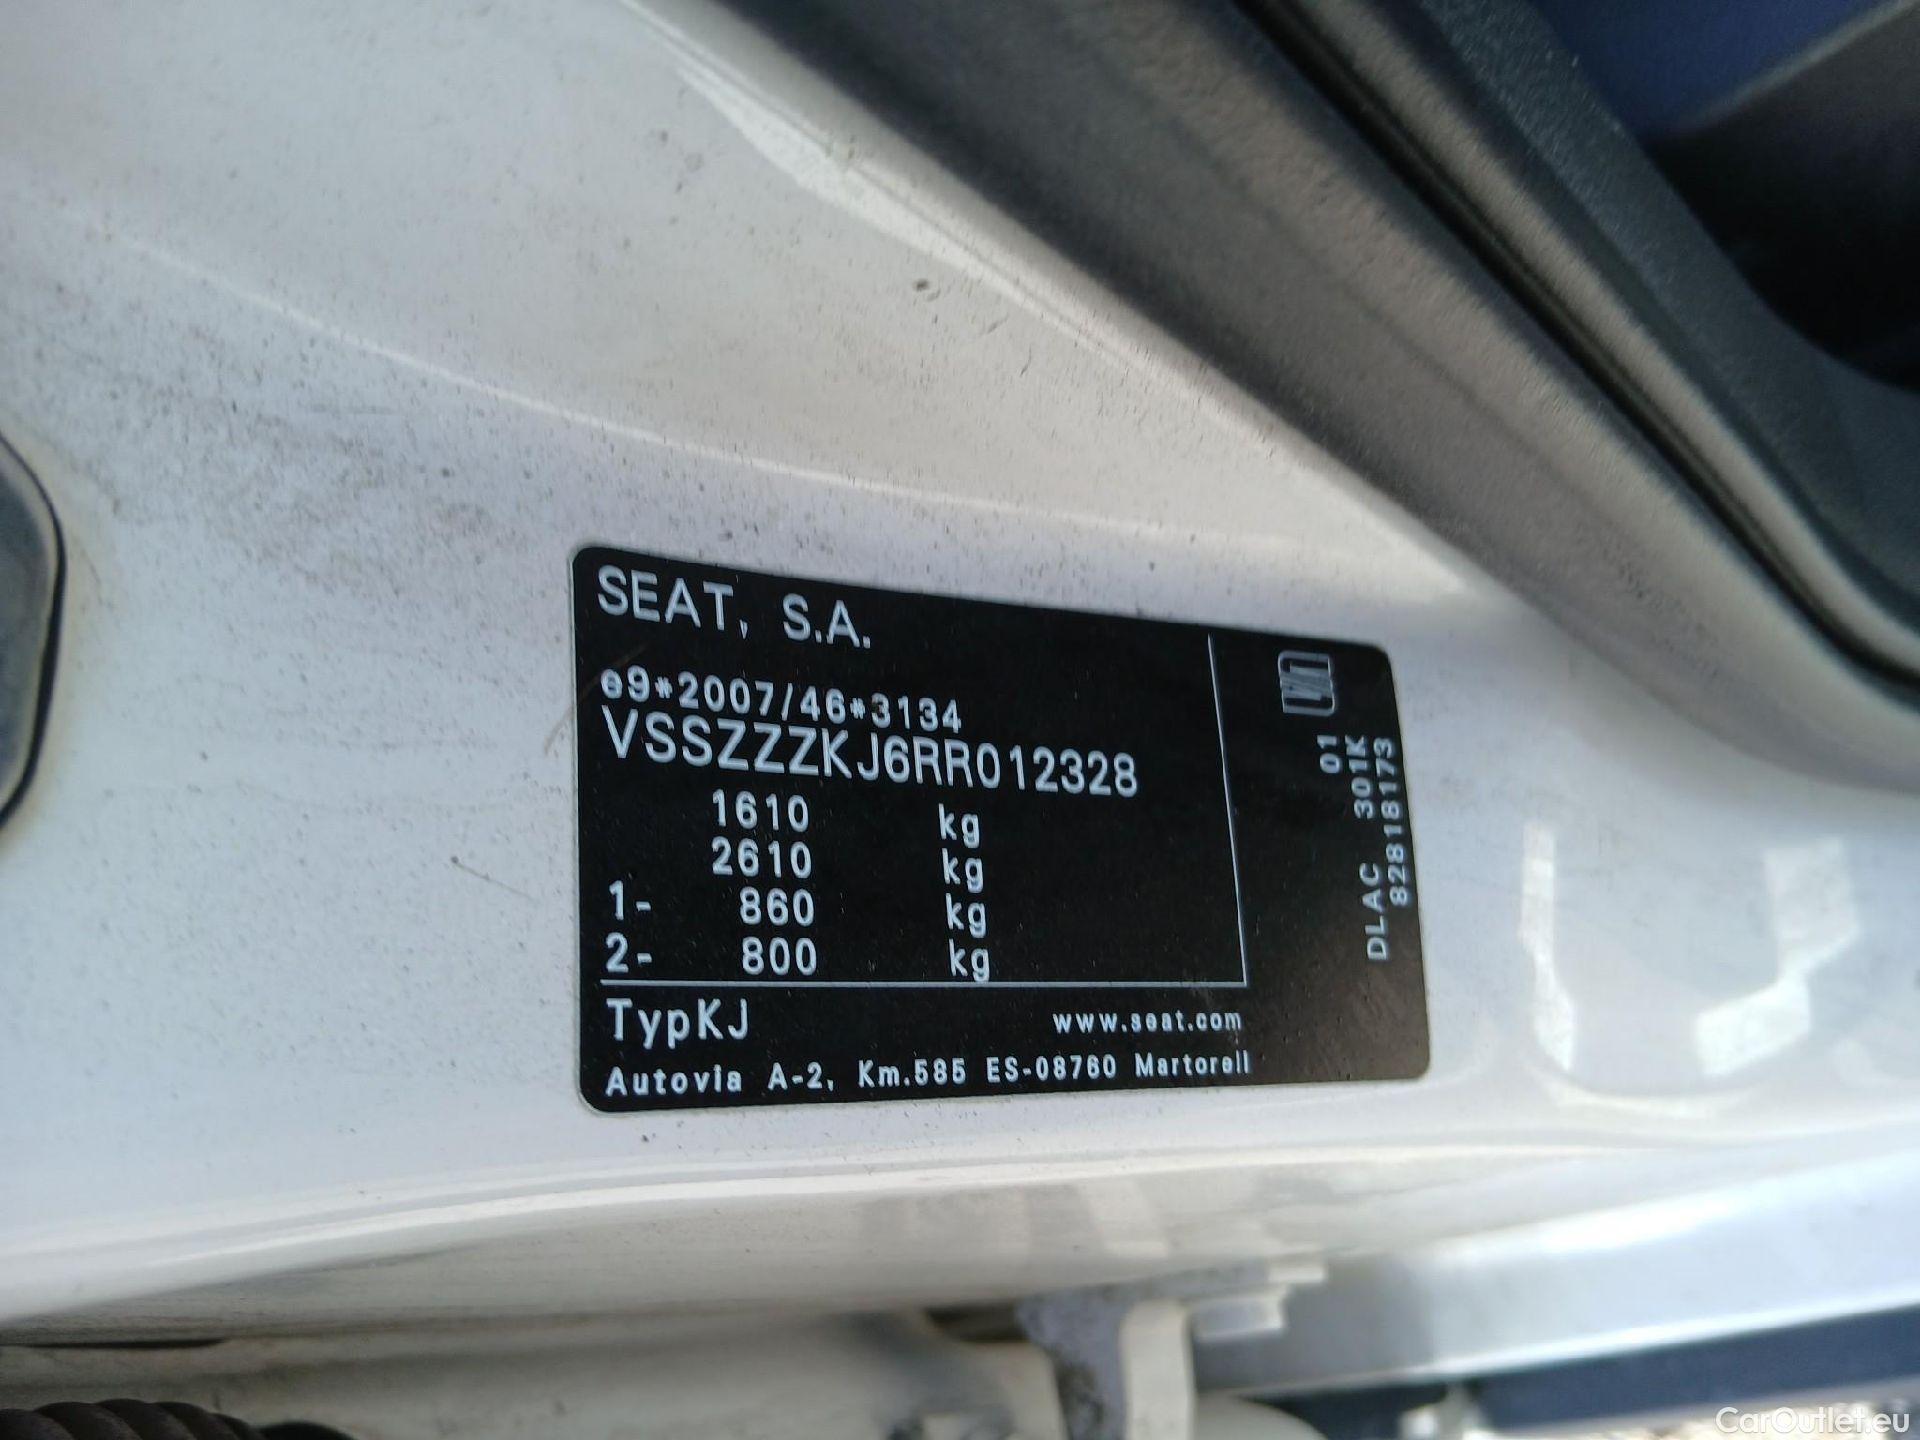 SEAT, S.A.
e9*2007/46*3134
VSSZZZKJ6RR012328
1610 kg
2610 kg
1- 860 kg
2- 800 kg
TypKJ www.seat.com
Autovia A-2, Km.585 ES-08760 Martorell
01
DLAC 301K
82818173
CarOutlet.eu